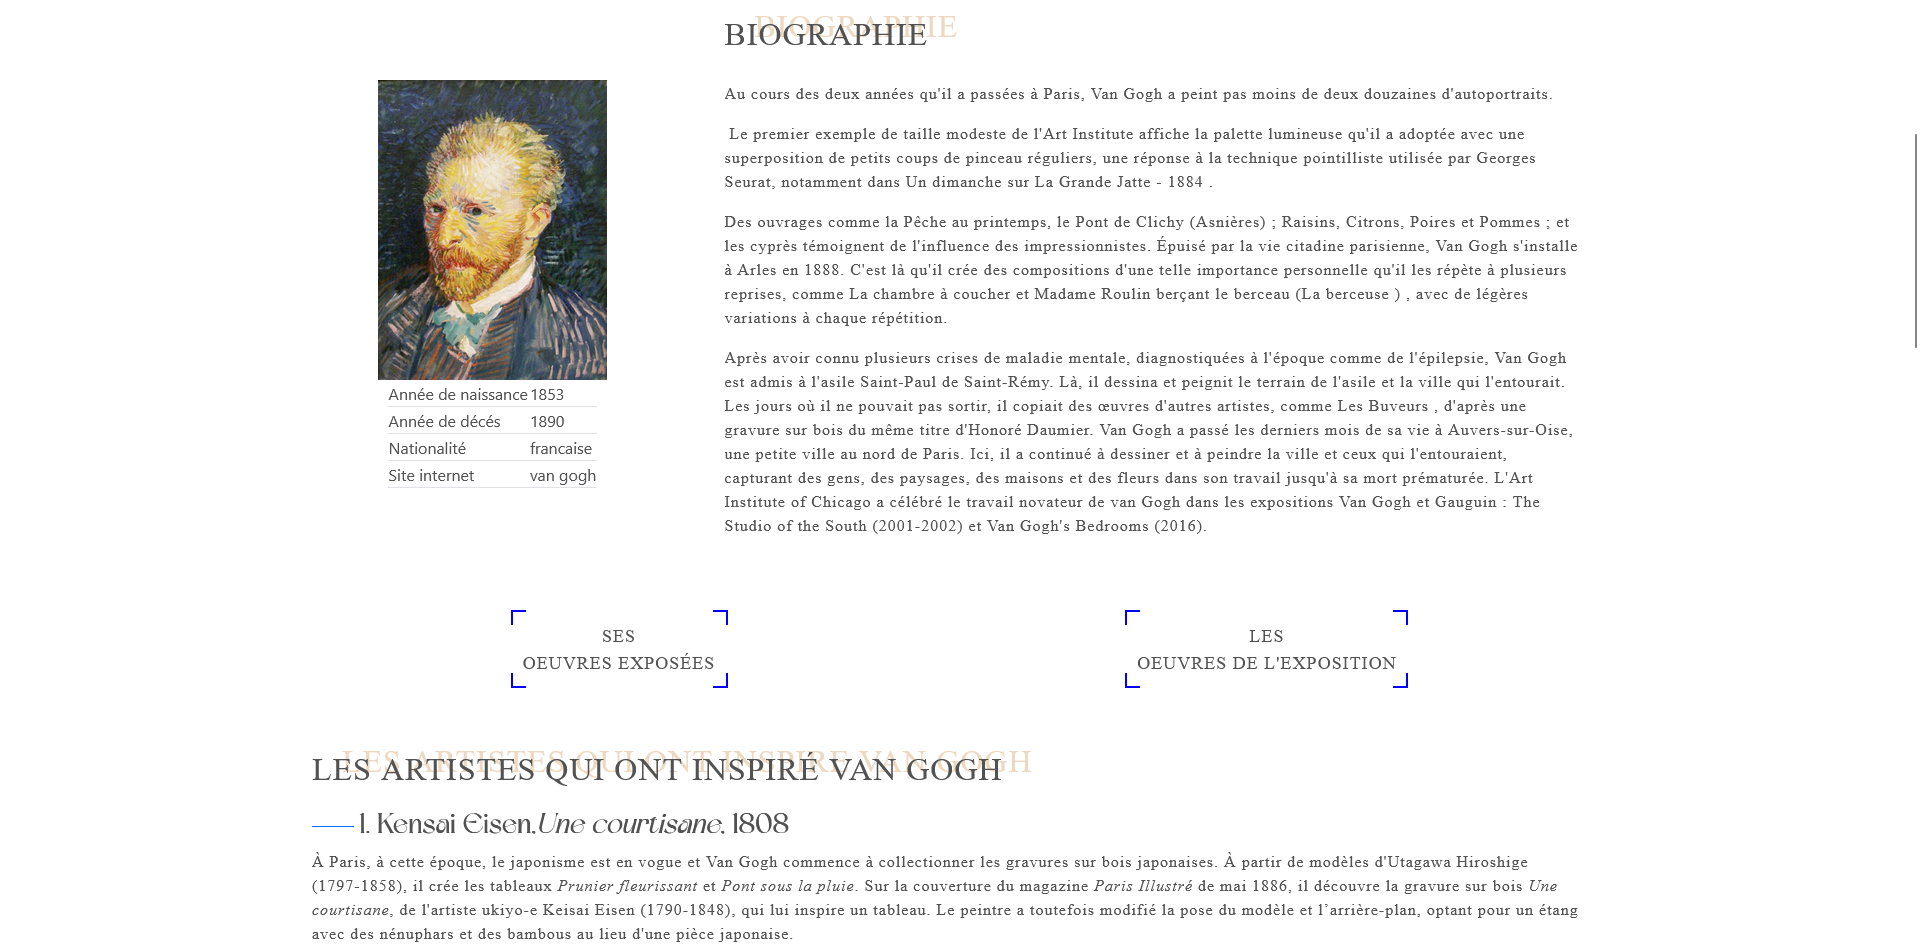 BIOGRAPHIE
BIOGRAPHIE
Au cours des deux années qu'il a passées à Paris, Van Gogh a peint pas moins de deux douzaines d'autoportraits.
Le premier exemple de taille modeste de l'Art Institute affiche la palette lumineuse qu'il a adoptée avec une
superposition de petits coups de pinceau réguliers, une réponse à la technique pointilliste utilisée par Georges
Seurat, notamment dans Un dimanche sur La Grande Jatte - 1884 .
Des ouvrages comme la Pêche au printemps, le Pont de Clichy (Asnières) ; Raisins, Citrons, Poires et Pommes ; et
les cyprès témoignent de l'influence des impressionnistes. Épuisé par la vie citadine parisienne, Van Gogh s'installe
à Arles en 1888. C'est là qu'il crée des compositions d'une telle importance personnelle qu'il les répète à plusieurs
reprises, comme La chambre à coucher et Madame Roulin berçant le berceau (La berceuse ) , avec de légères
variations à chaque répétition.
Après avoir connu plusieurs crises de maladie mentale, diagnostiquées à l'époque comme de l'épilepsie, Van Gogh
est admis à l'asile Saint-Paul de Saint-Rémy. Là, il dessina et peignit le terrain de l'asile et la ville qui l'entourait.
Les jours où il ne pouvait pas sortir, il copiait des œuvres d'autres artistes, comme Les Buveurs , d'après une
gravure sur bois du même titre d'Honoré Daumier. Van Gogh a passé les derniers mois de sa vie à Auvers-sur-Oise,
une petite ville au nord de Paris. Ici, il a continué à dessiner et à peindre la ville et ceux qui l'entouraient,
capturant des gens, des paysages, des maisons et des fleurs dans son travail jusqu'à sa mort prématurée. L'Art
Institute of Chicago a célébré le travail novateur de van Gogh dans les expositions Van Gogh et Gauguin : The
Studio of the South (2001-2002) et Van Gogh's Bedrooms (2016).
Année de naissance 1853
Année de décés 1890
Nationalité francaise
Site internet van gogh
SES
OEUVRES EXPOSÉES
LES
OEUVRES DE L'EXPOSITION
LES ARTISTES QUI ONT INSPIRÉ VAN GOGH
LES ARTISTES QUI ONT INSPIRÉ VAN GOGH
1. Kensai Eisen,Une courtisane, 1808
À Paris, à cette époque, le japonisme est en vogue et Van Gogh commence à collectionner les gravures sur bois japonaises. À partir de modèles d'Utagawa Hiroshige
(1797-1858), il crée les tableaux Prunier fleurissant et Pont sous la pluie. Sur la couverture du magazine Paris Illustré de mai 1886, il découvre la gravure sur bois Une
courtisane, de l'artiste ukiyo-e Keisai Eisen (1790-1848), qui lui inspire un tableau. Le peintre a toutefois modifié la pose du modèle et l’arrière-plan, optant pour un étang
avec des nénuphars et des bambous au lieu d'une pièce japonaise.